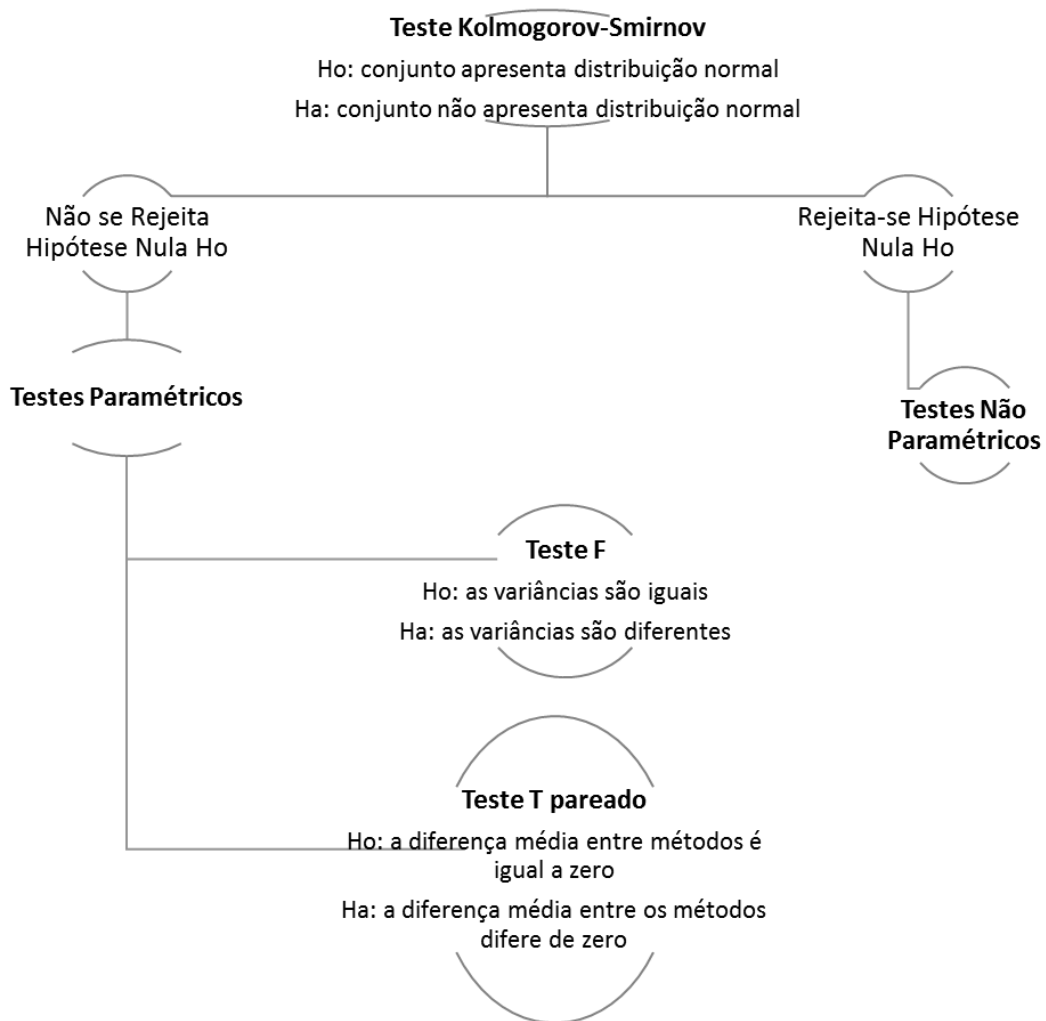 Teste Kolmogorov-Smirnov
Ho: conjunto apresenta distribuição normal
Ha: conjunto não apresenta distribuição normal
Não se Rejeita
Hipótese Nula Ho
Rejeita-se Hipótese
Nula Ho
Testes Paramétricos
Testes Não
Paramétricos
Teste F
Ho: as variâncias são iguais
Ha: as variâncias são diferentes
Teste T pareado
Ho: a diferença média entre métodos é
igual a zero
Ha: a diferença média entre os métodos
difere de zero